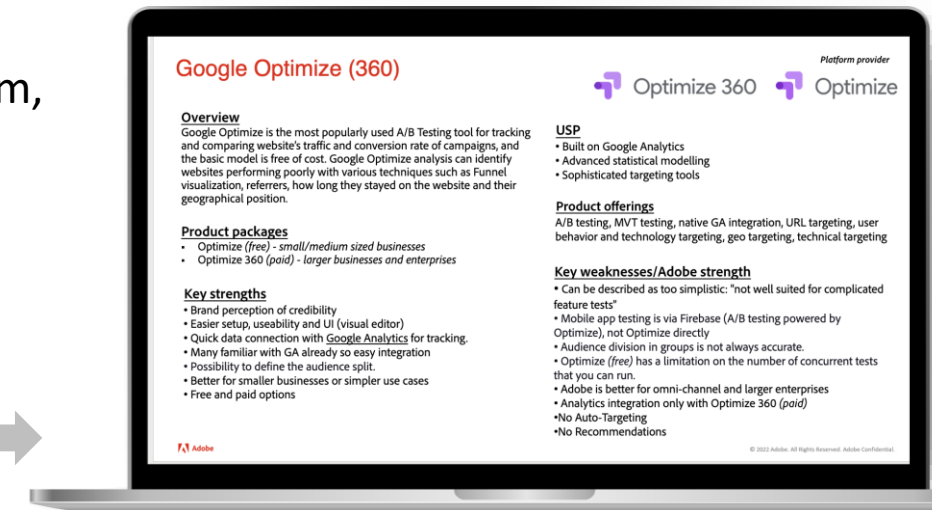 m,
Google Optimize (360)
Platform provider
Optimize 360
Optimize
Overview
Google Optimize is the most popularly used A/B Testing tool for tracking
and comparing website's traffic and conversion rate of campaigns, and
the basic model is free of cost. Google Optimize analysis can identify
websites performing poorly with various techniques such as Funnel
visualization, referrers, how long they stayed on the website and their
geographical position.
Product packages
▪ Optimize (free) - small/medium sized businesses
▪ Optimize 360 (paid) - larger businesses and enterprises
Key strengths
• Brand perception of credibility
• Easier setup, useability and UI (visual editor)
• Quick data connection with Google Analytics for tracking.
• Many familiar with GA already so easy integration
• Possibility to define the audience split.
• Better for smaller businesses or simpler use cases
• Free and paid options
USP
• Built on Google Analytics
• Advanced statistical modelling
• Sophisticated targeting tools
Product offerings
A/B testing, MVT testing, native GA integration, URL targeting, user
behavior and technology targeting, geo targeting, technical targeting
Key weaknesses/Adobe strength
• Can be described as too simplistic: "not well suited for complicated
feature tests"
• Mobile app testing is via Firebase (A/B testing powered by
Optimize), not Optimize directly
• Audience division in groups is not always accurate.
• Optimize (free) has a limitation on the number of concurrent tests
that you can run.
• Adobe is better for omni-channel and larger enterprises
• Analytics integration only with Optimize 360 (paid)
•No Auto-Targeting
•No Recommendations
Adobe
© 2022 Adobe. All Rights Reserved. Adobe Confidential.